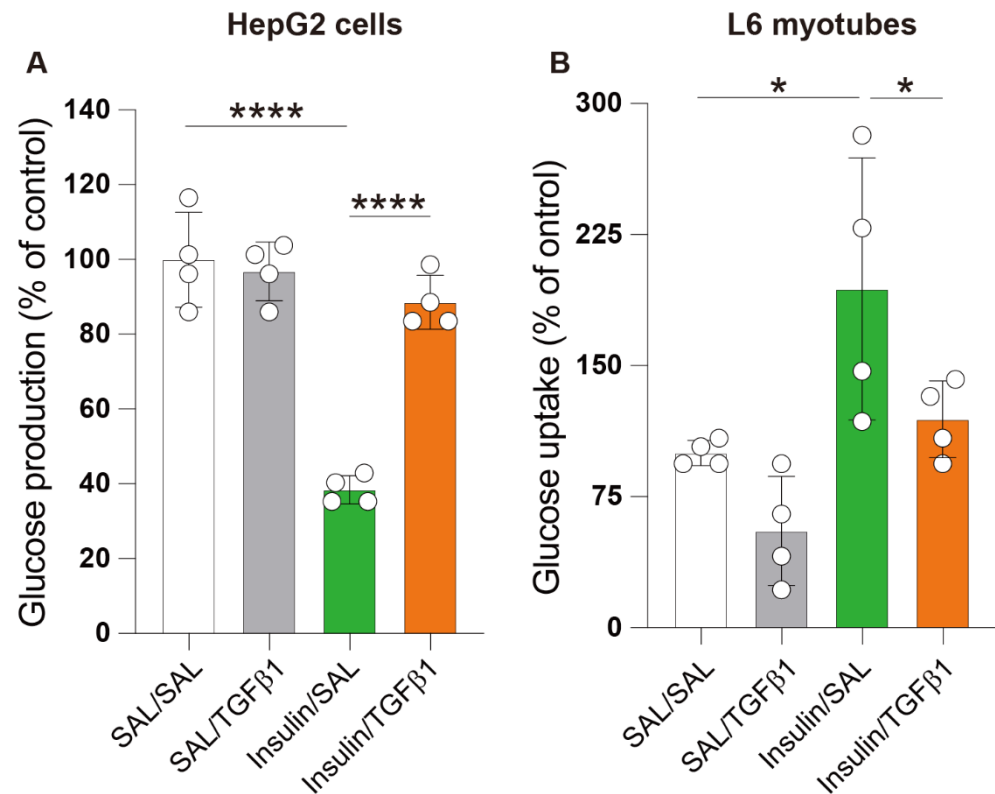 HepG2 cells
A
Glucose production (% of control)
140
120
100
80
60
40
20
0
****
****
SAL/SAL
SAL/TGFβ1
Insulin/SAL
Insulin/TGFβ1
L6 myotubes
B
Glucose uptake (% of ontrol)
300
225
150
75
0
*
*
SAL/SAL
SAL/TGFβ1
Insulin/SAL
Insulin/TGFβ1